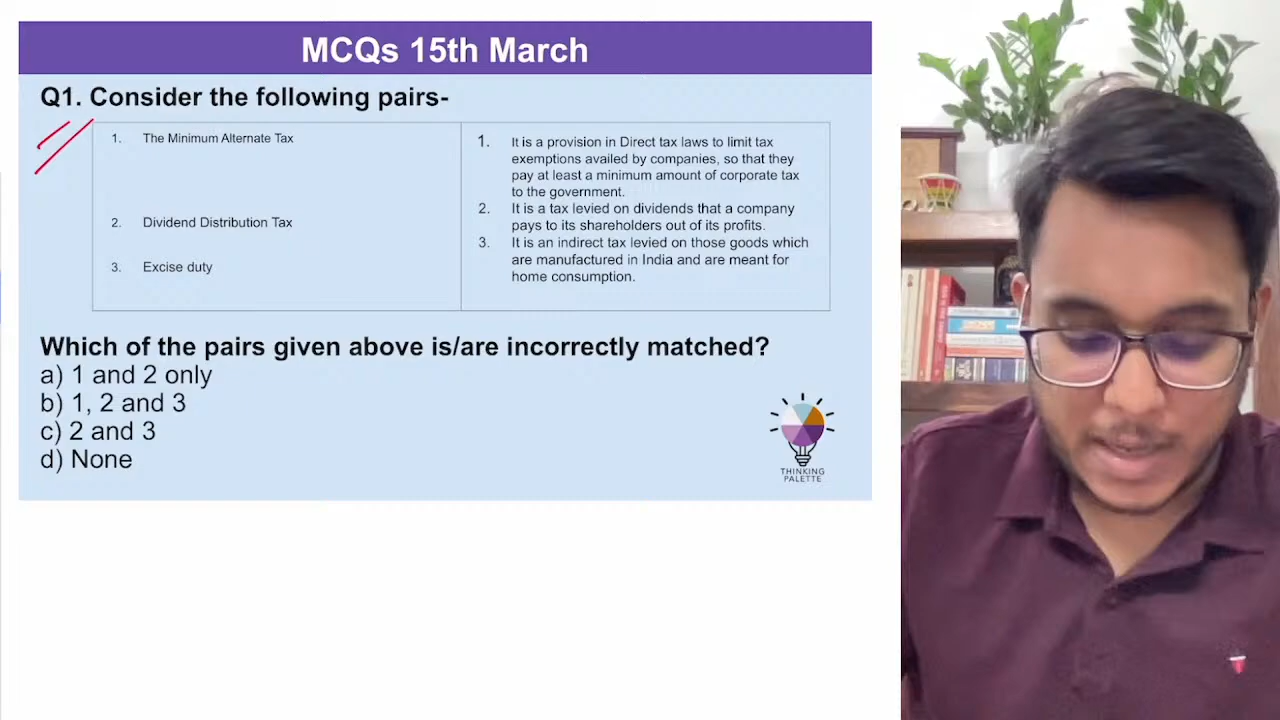 MCQs 15th March
Q1. Consider the following pairs-
1. The Minimum Alternate Tax
2. Dividend Distribution Tax
3. Excise duty
1. It is a provision in Direct tax laws to limit tax
exemptions availed by companies, so that they
pay at least a minimum amount of corporate tax
to the government.
2. It is a tax levied on dividends that a company
pays to its shareholders out of its profits.
3. It is an indirect tax levied on those goods which
are manufactured in India and are meant for
home consumption.
Which of the pairs given above is/are incorrectly matched?
a) 1 and 2 only
b) 1, 2 and 3
c) 2 and 3
d) None
THINKING
PALETTE